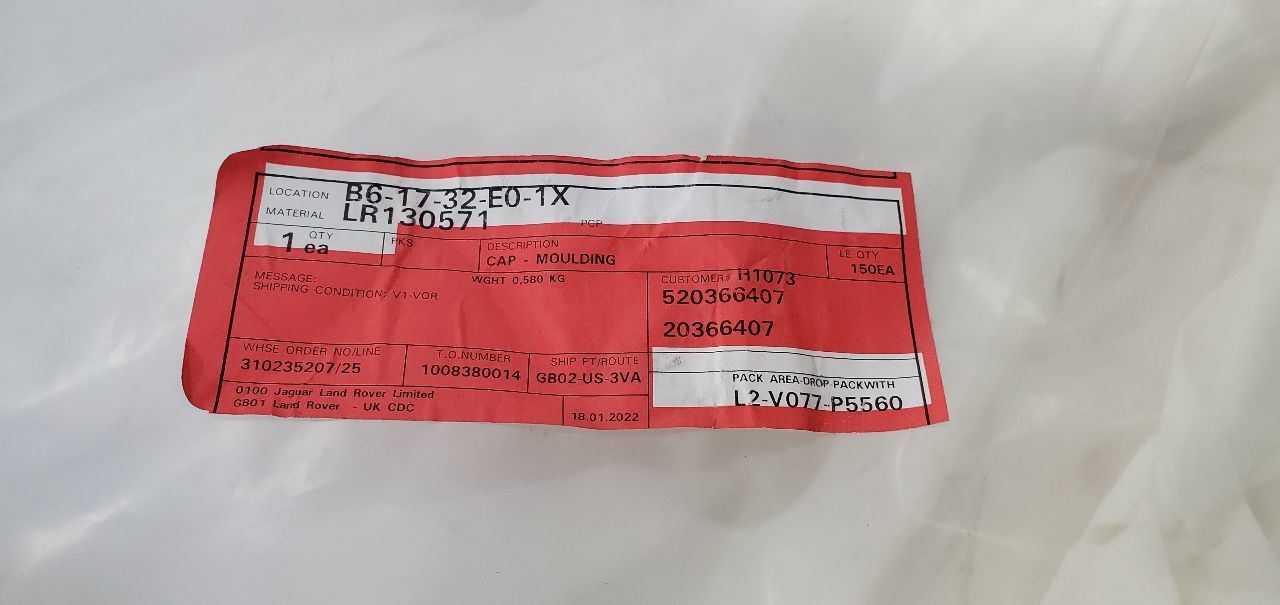 LOCATION B6-17-32-E0-1X
MATERIAL LR130571 PCP
QTY 1 ea PKS
DESCRIPTION
CAP - MOULDING
LE QTY
150EA
MESSAGE: WGHT 0,580 KG
SHIPPING CONDITION: V1-VOR
CUSTOMER# H1073
520366407
20366407
WHSE ORDER NO/LINE
310235207/25
T.O.NUMBER
1008380014
SHIP PT/ROUTE
GB02-US-3VA
PACK AREA-DROP-PACKWITH
L2-V077-P5560
0100 Jaguar Land Rover Limited
GB01 Land Rover - UK CDC
18.01.2022